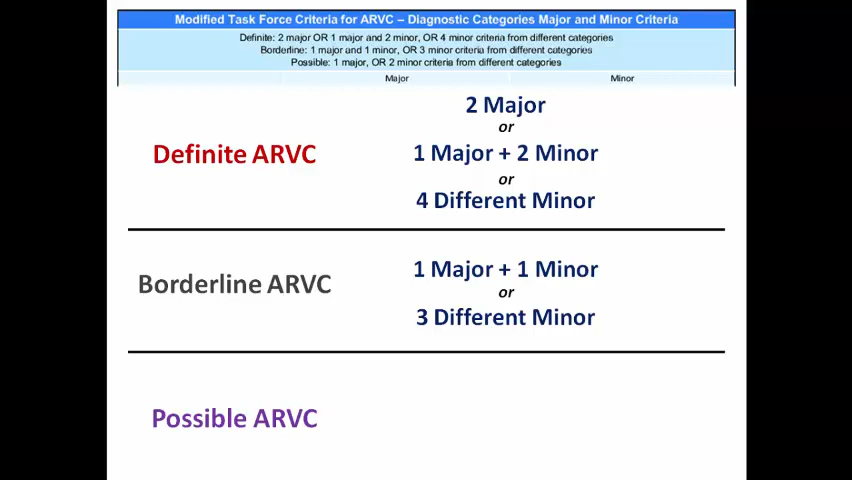 Modified Task Force Criteria for ARVC – Diagnostic Categories Major and Minor Criteria
Definite: 2 major OR 1 major and 2 minor, OR 4 minor criteria from different categories
Borderline: 1 major and 1 minor, OR 3 minor criteria from different categories
Possible: 1 major, OR 2 minor criteria from different categories
Major Minor
2 Major
or
Definite ARVC 1 Major + 2 Minor
or
4 Different Minor
1 Major + 1 Minor
Borderline ARVC
or
3 Different Minor
Possible ARVC